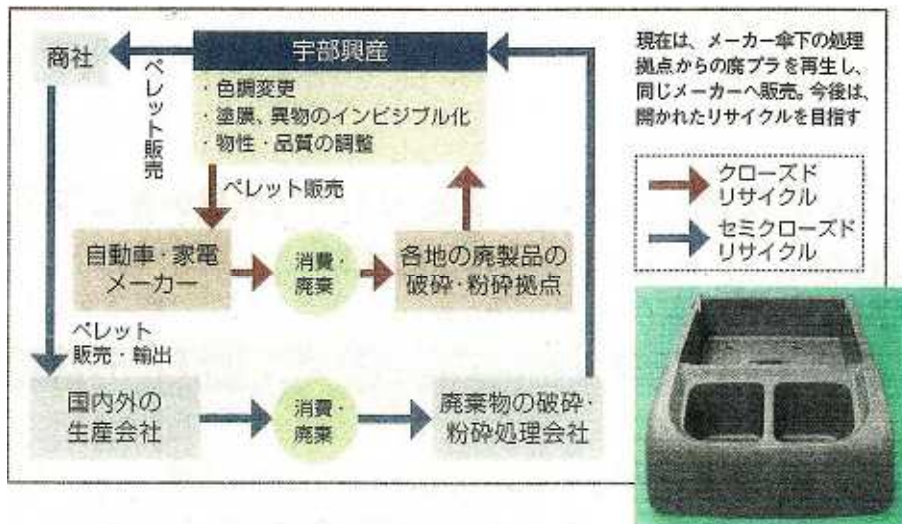 商社
ペレット販売
宇部興産
・色調変更
・塗膜、異物のインビジブル化
・物性・品質の調整
ペレット販売
自動車・家電
メーカー
消費・
廃棄
各地の廃製品の
破砕・粉砕拠点
ペレット
販売・輸出
国内外の
生産会社
消費・
廃棄
廃棄物の破砕・
粉砕処理会社
現在は、メーカー傘下の処理
拠点からの廃プラを再生し、
同じメーカーへ販売。今後は、
開かれたリサイクルを目指す
クローズド
リサイクル
セミクローズド
リサイクル